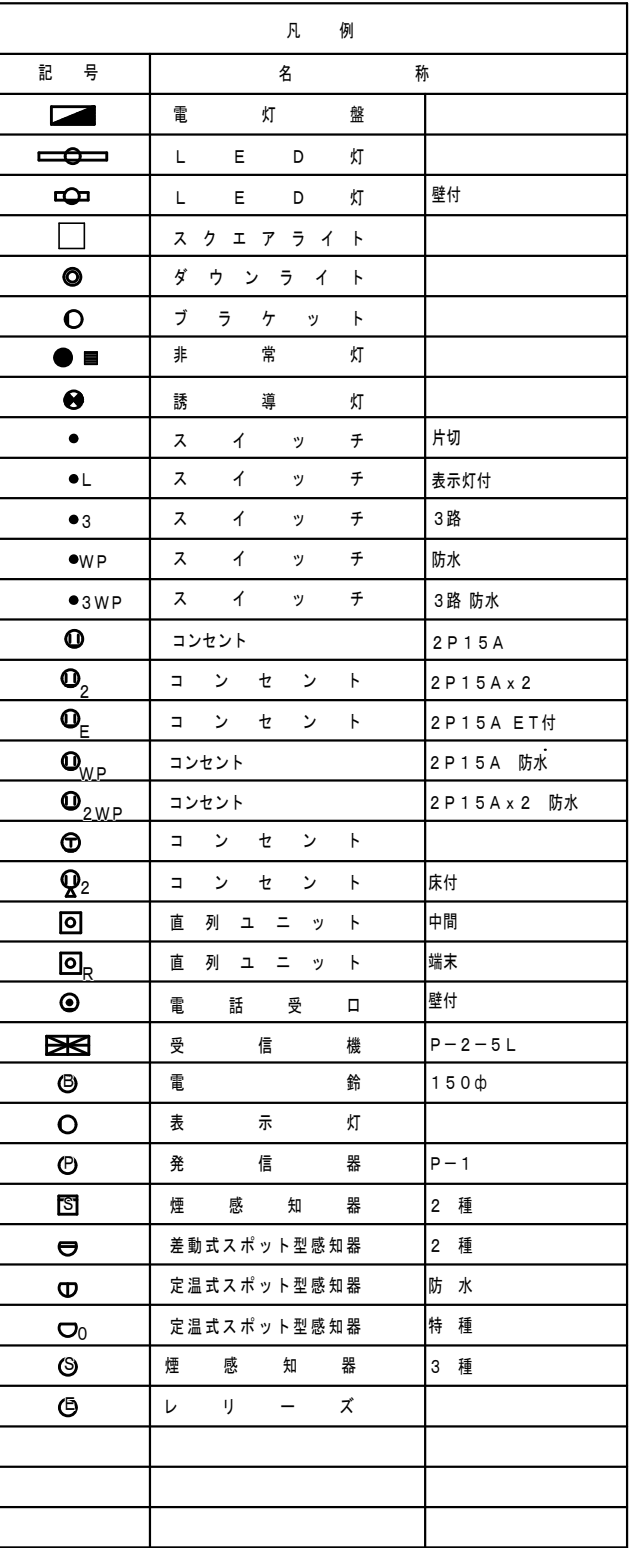 凡 例
記 号 名 称
電 灯 盤
L E D 灯
L E D 灯 壁付
スクエアライト
ダウンライト
ブラケット
非 常 灯
誘 導 灯
スイッチ 片切
L スイッチ 表示灯付
3 スイッチ 3路
WP スイッチ 防水
3WP スイッチ 3路 防水
コンセント 2P15A
2 コンセント 2P15Ax2
E コンセント 2P15A ET付
WP コンセント 2P15A 防水
2WP コンセント 2P15Ax2 防水
T コンセント
2 コンセント 床付
直列ユニット 中間
R 直列ユニット 端末
電話受口 壁付
受 信 機 P-2-5L
B 電 鈴 150ф
表 示 灯
P 発 信 器 P-1
S 煙 感 知 器 2 種
差動式スポット型感知器 2 種
定温式スポット型感知器 防 水
0 定温式スポット型感知器 特 種
S 煙 感 知 器 3 種
E レリーズ